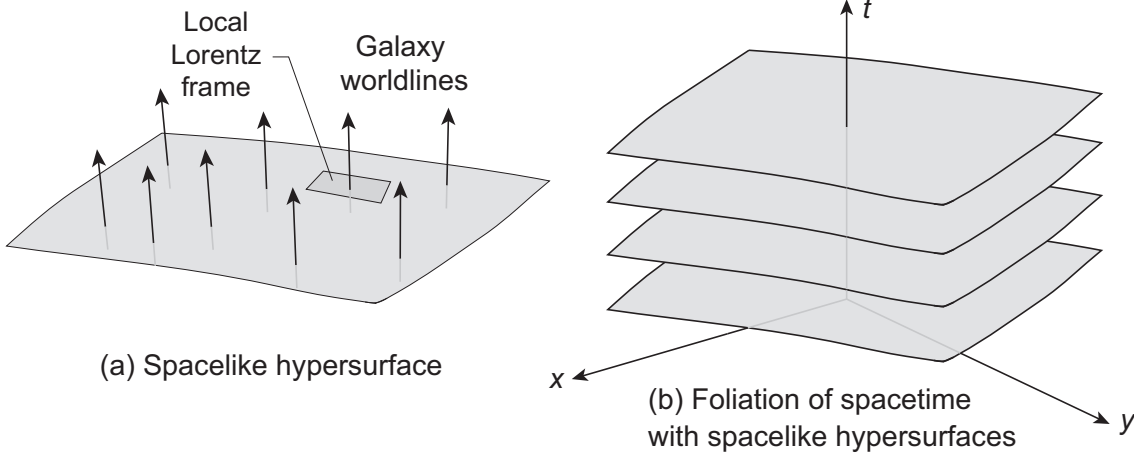 Local
Lorentz
frame
Galaxy
worldlines
(a) Spacelike hypersurface
t
x
y
(b) Foliation of spacetime
with spacelike hypersurfaces